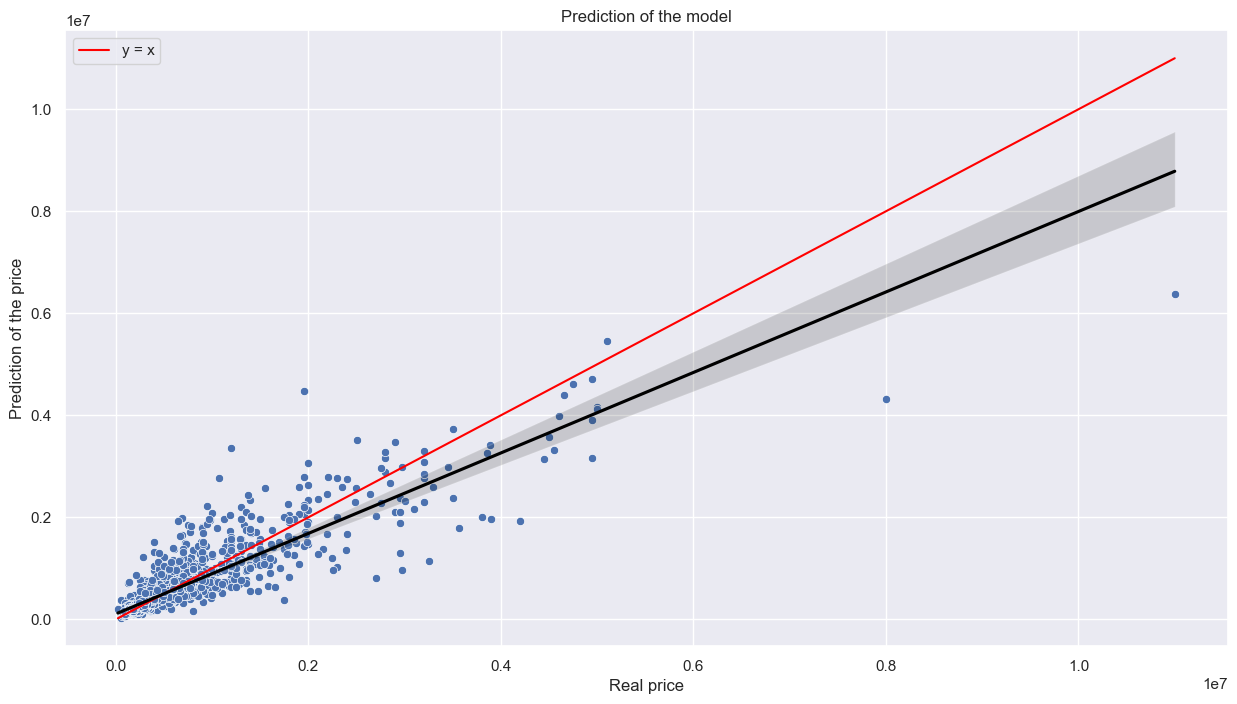 Prediction of the model
1e7
y = x
1.0
0.8
0.6
0.4
0.2
0.0
Prediction of the price
0.0 0.2 0.4 0.6 0.8 1.0
Real price
1e7